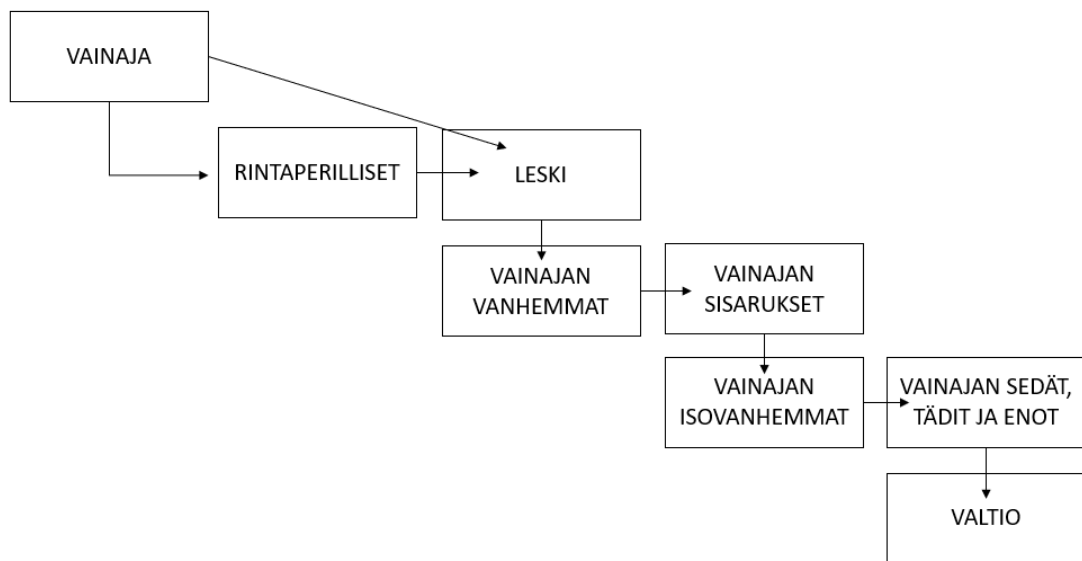 VAINAJA
RINTAPERILLISET
LESKI
VAINAJAN
VANHEMMAT
VAINAJAN
SISARUKSET
VAINAJAN
ISOVANHEMMAT
VAINAJAN SEDÄT,
TÄDIT JA ENOT
VALTIO